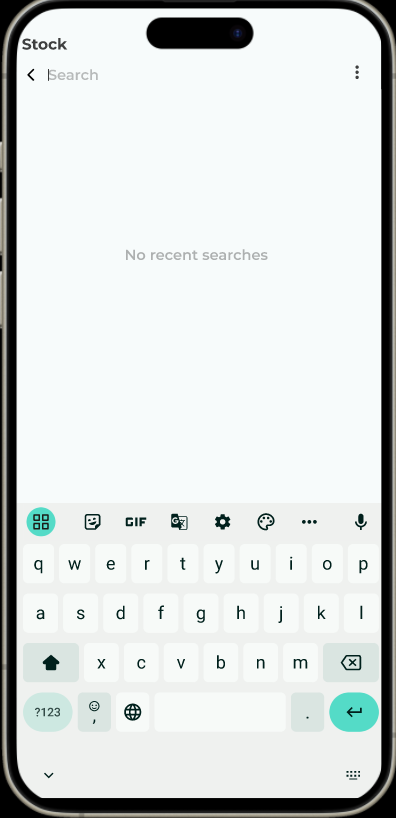 Stock
Search
No recent searches
GIF
q w e r t y u i o p
a s d f g h j k l
x c v b n m
?123 , .